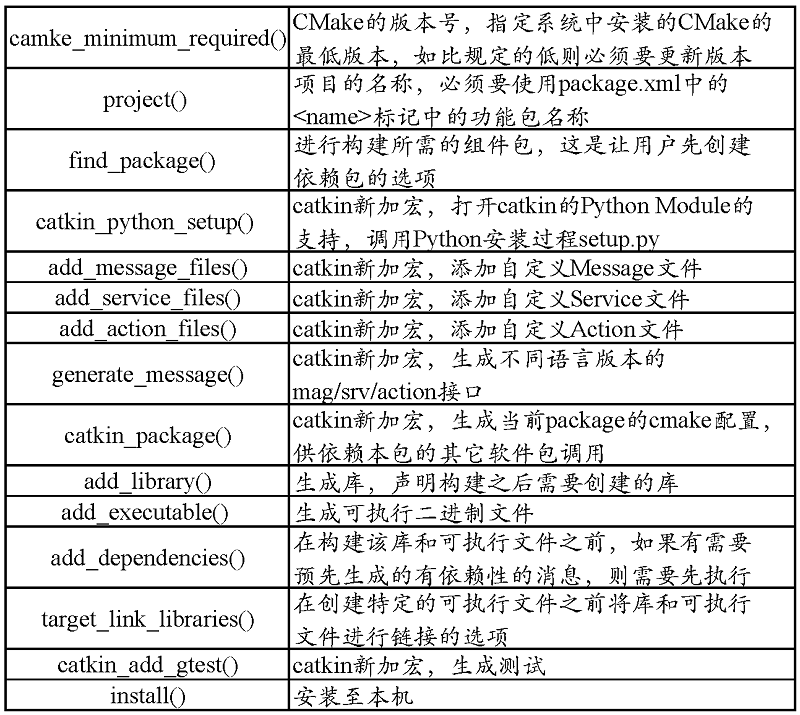 camke_minimum_required()
CMake的版本号，指定系统中安装的CMake的
最低版本，如比规定的低则必须要更新版本
project()
项目的名称，必须要使用package.xml中的
<name>标记中的功能包名称
find_package()
进行构建所需的组件包，这是让用户先创建
依赖包的选项
catkin_python_setup()
catkin新加宏，打开catkin的Python Module的
支持，调用Python安装过程setup.py
add_message_files()
catkin新加宏，添加自定义Message文件
add_service_files()
catkin新加宏，添加自定义Service文件
add_action_files()
catkin新加宏，添加自定义Action文件
generate_message()
catkin新加宏，生成不同语言版本的
mag/srv/action接口
catkin_package()
catkin新加宏，生成当前package的cmake配置，
供依赖本包的其它软件包调用
add_library()
生成库，声明构建之后需要创建的库
add_executable()
生成可执行二进制文件
add_dependencies()
在构建该库和可执行文件之前，如果有需要
预先生成的有依赖性的消息，则需要先执行
target_link_libraries()
在创建特定的可执行文件之前将库和可执行
文件进行链接的选项
catkin_add_gtest()
catkin新加宏，生成测试
install()
安装至本机